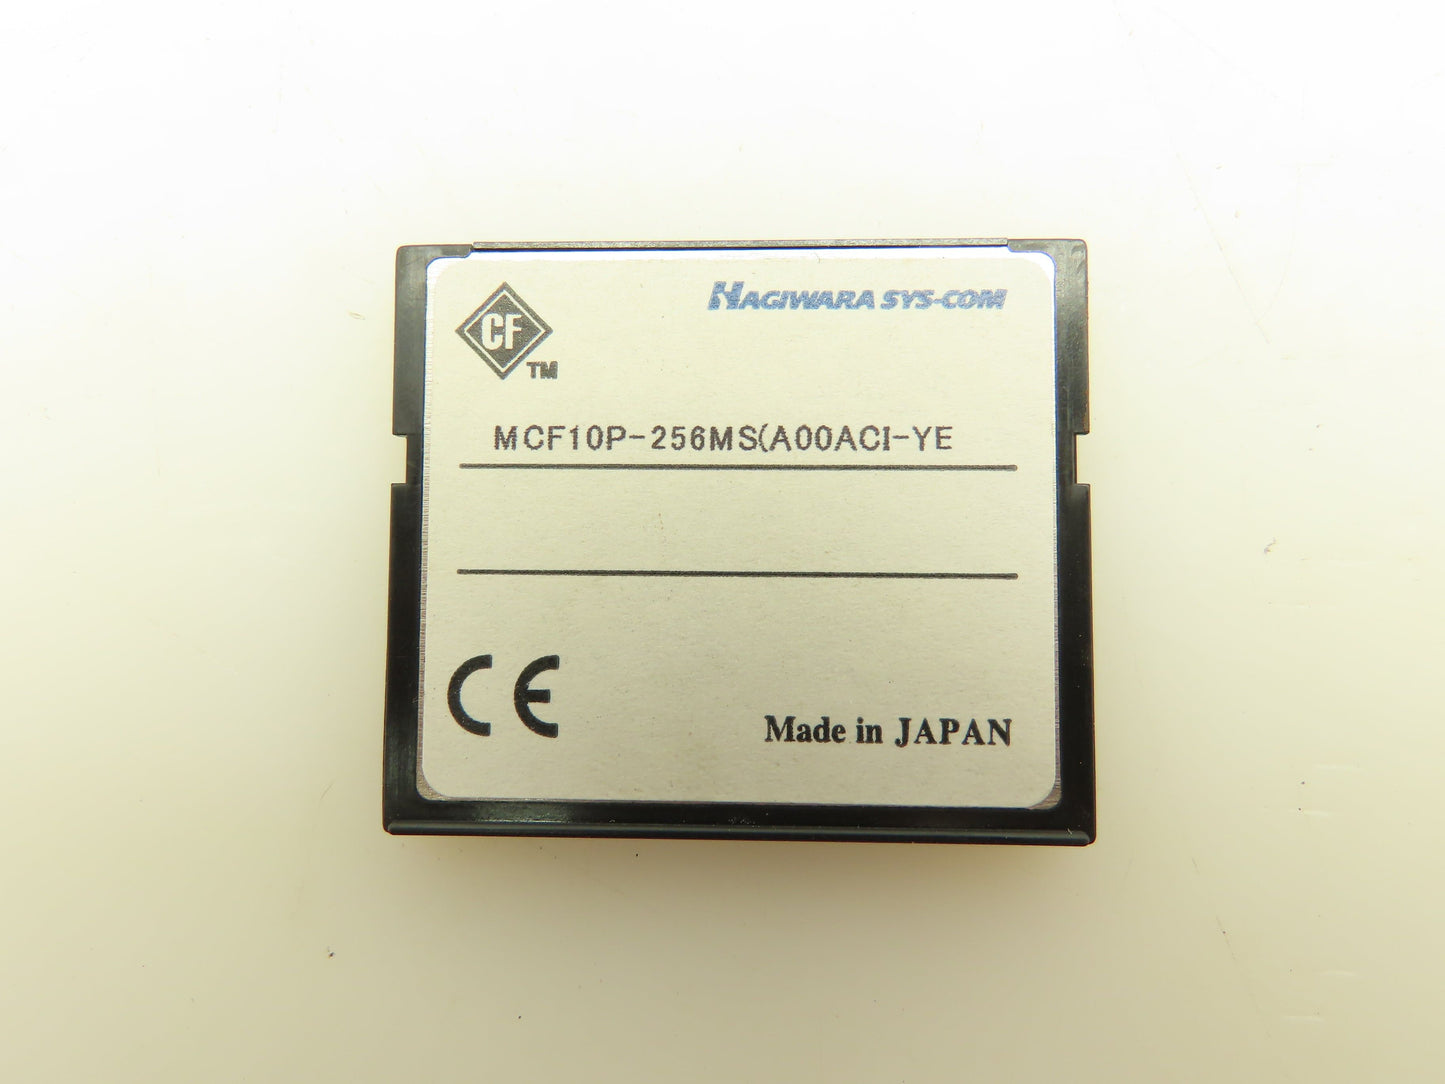 CF TM
HAGIWARA SYS-COM
MCF10P-256MS(A00ACI-YE
CE
Made in JAPAN